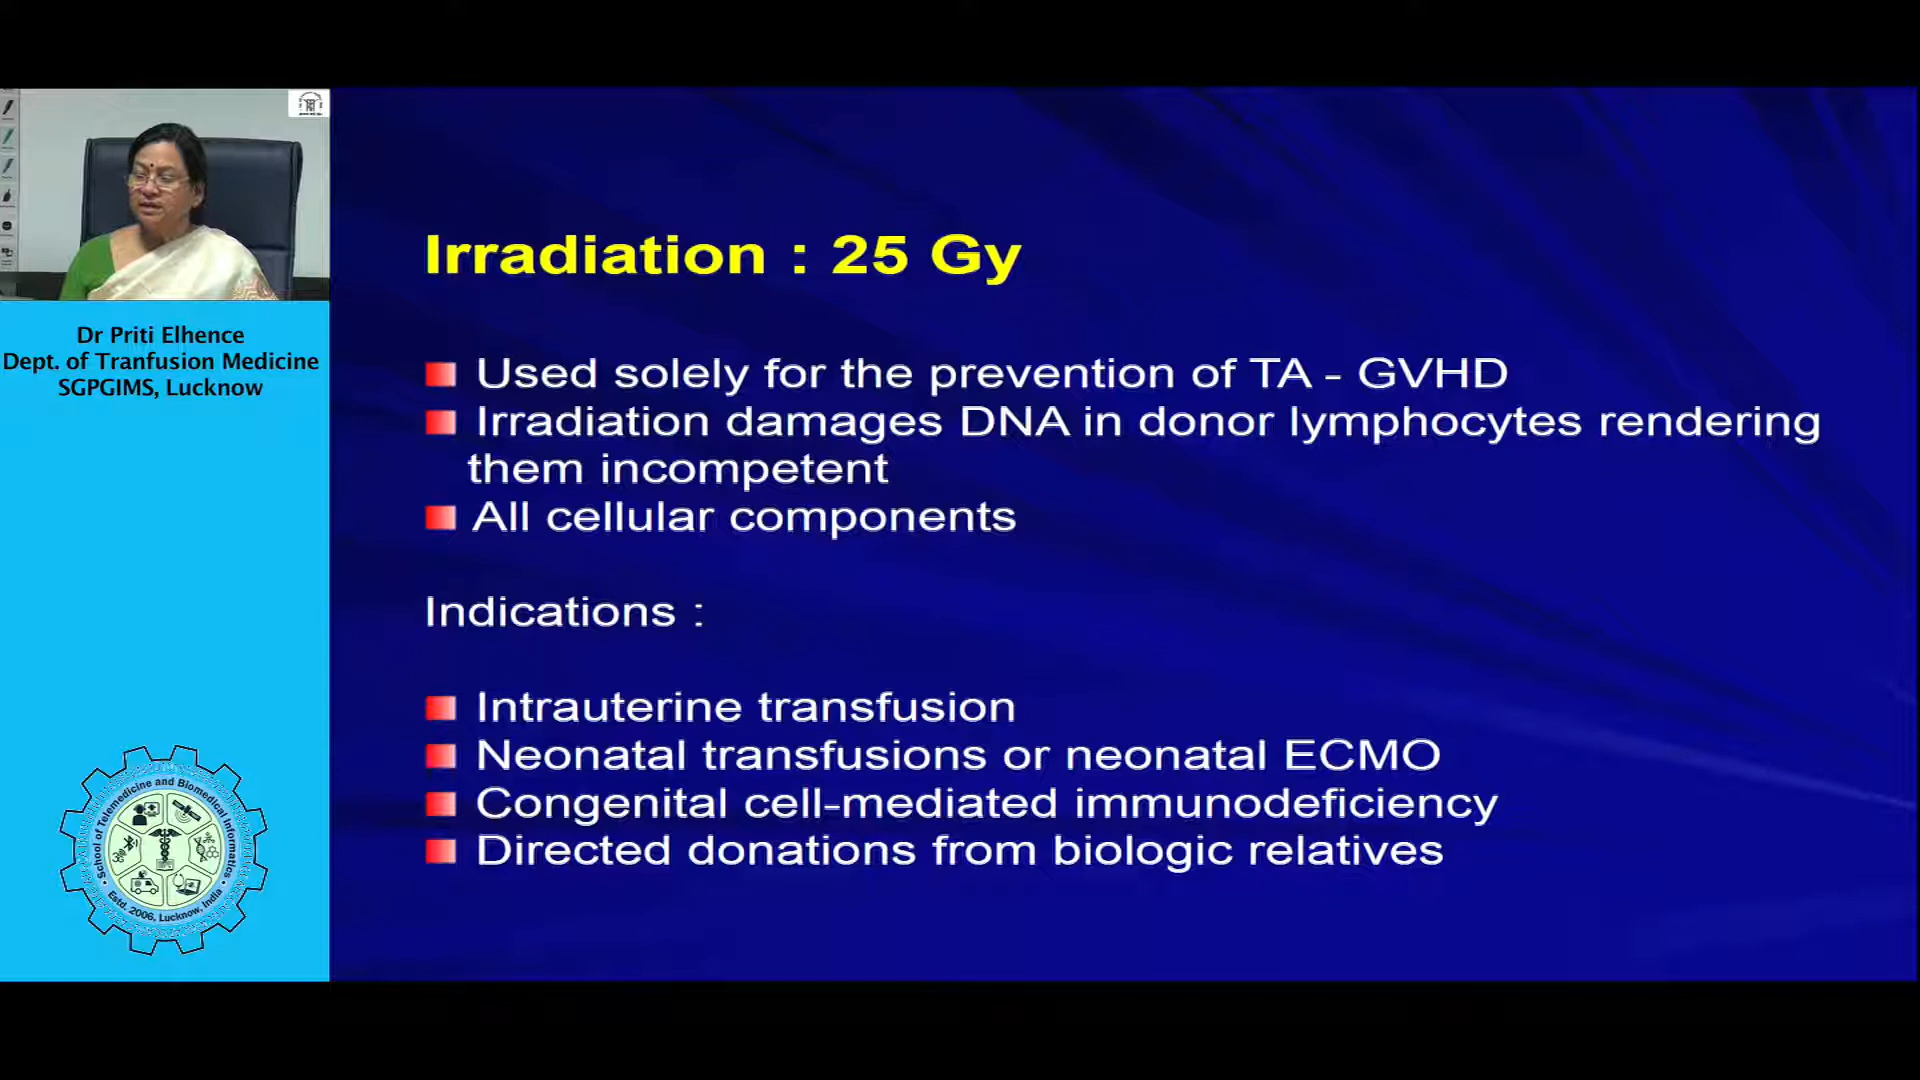 Irradiation : 25 Gy
Used solely for the prevention of TA - GVHD
Irradiation damages DNA in donor lymphocytes rendering
them incompetent
All cellular components
Indications :
Intrauterine transfusion
Neonatal transfusions or neonatal ECMO
Congenital cell-mediated immunodeficiency
Directed donations from biologic relatives
Dr Priti Elhence
Dept. of Tranfusion Medicine
SGPGIMS, Lucknow
School of Telemedicine and Biomedical Informatics
Estd. 2006, Lucknow, India